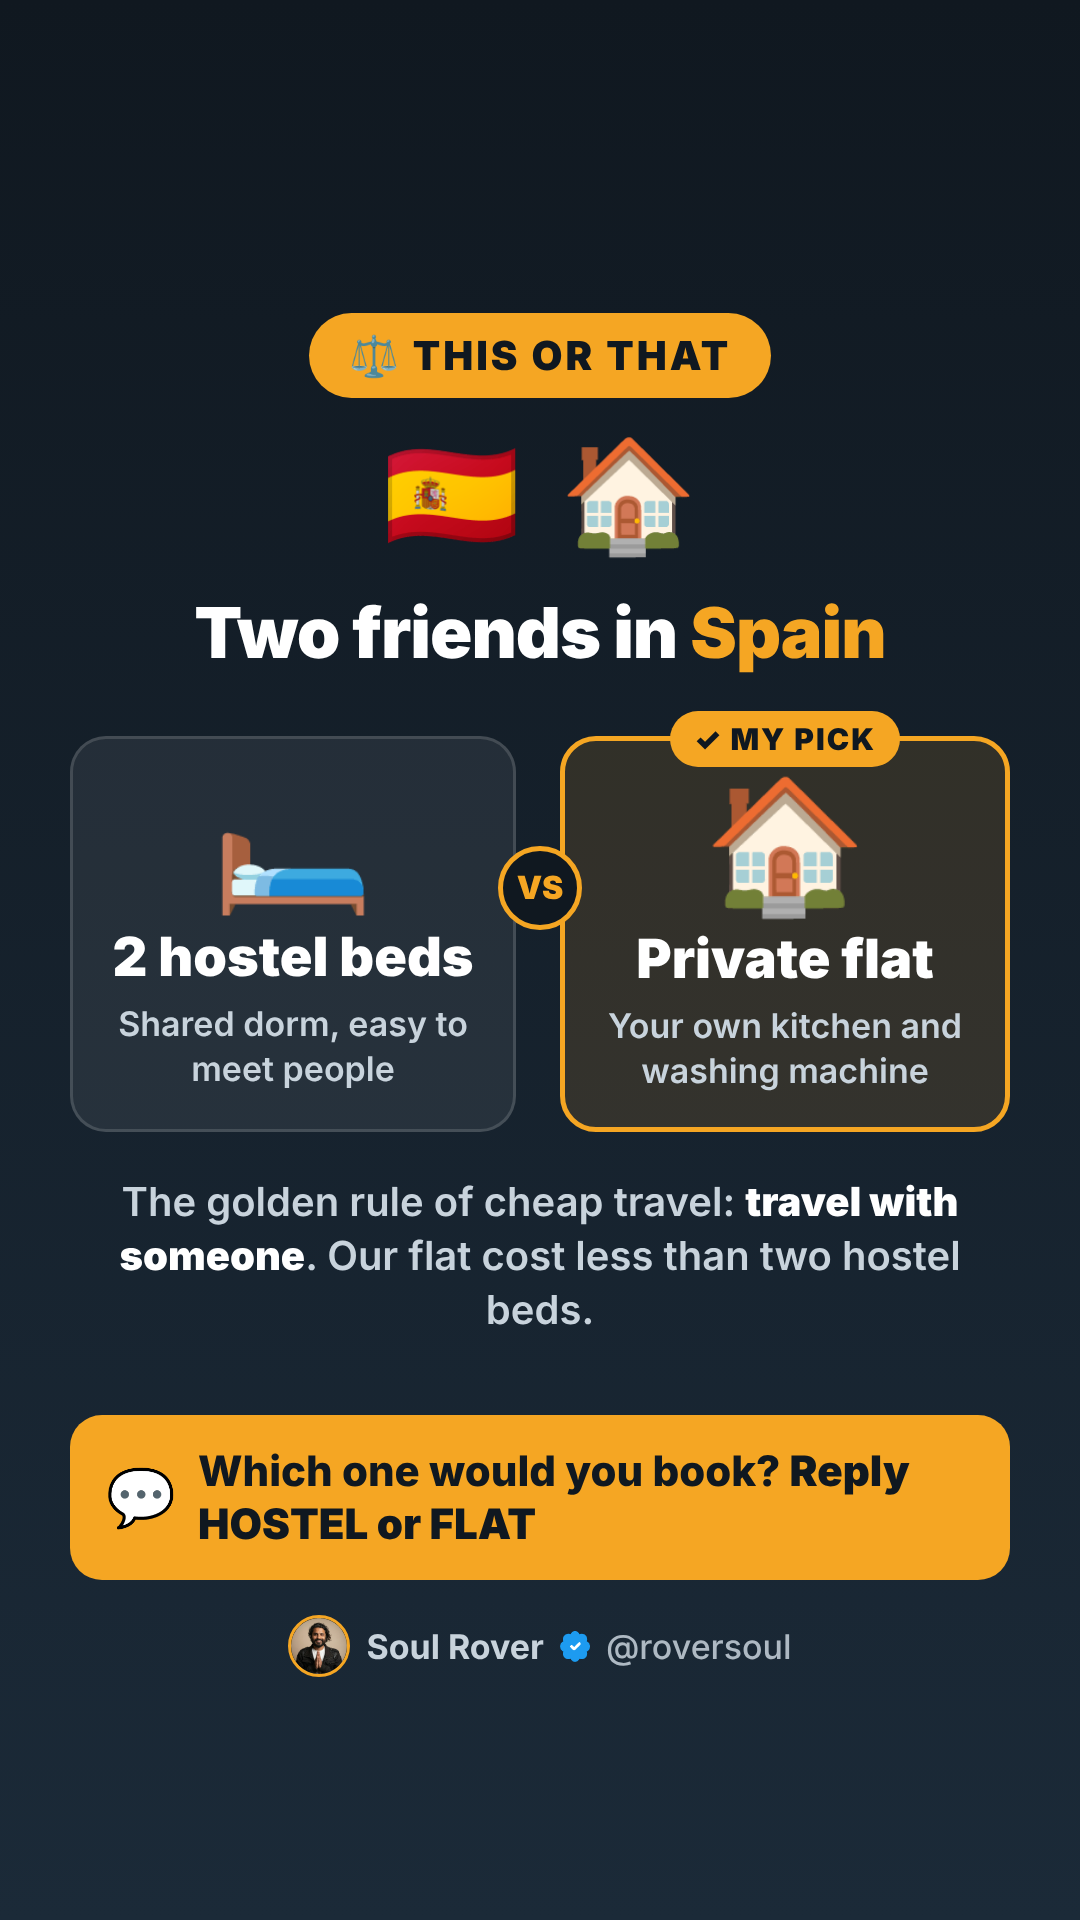 THIS OR THAT
Two friends in Spain
✓ MY PICK
2 hostel beds
Shared dorm, easy to
meet people
VS
Private flat
Your own kitchen and
washing machine
The golden rule of cheap travel: travel with
someone. Our flat cost less than two hostel
beds.
Which one would you book? Reply
HOSTEL or FLAT
Soul Rover @roversoul